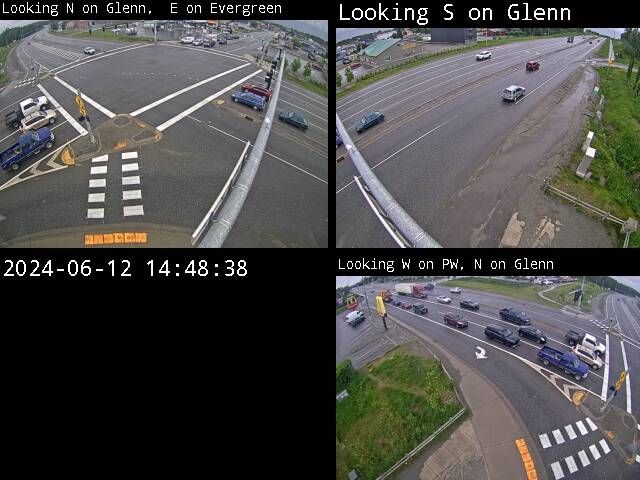 Looking N on Glenn,  E on Evergreen
Looking S on Glenn
2024-06-12 14:48:38
Looking W on PW, N on Glenn